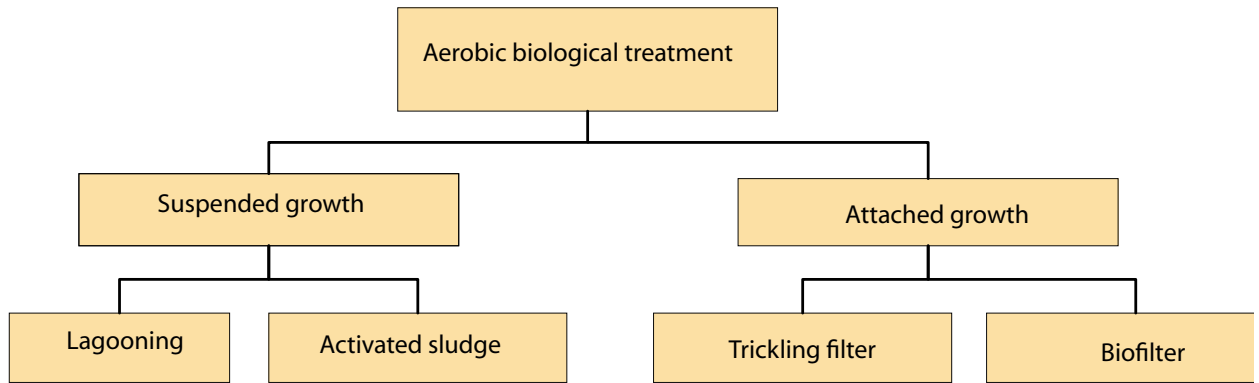 Aerobic biological treatment
Suspended growth
Attached growth
Lagooning
Activated sludge
Trickling filter
Biofilter